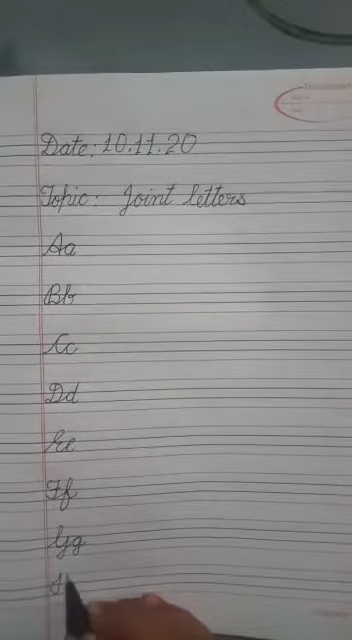 Date: 10.11.20
Topic: Joint letters
Aa
Bb
Cc
Dd
Ee
Ff
Gg